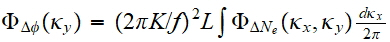 Φ_{Δϕ}(κ_y) = (2πK/f)^2 L ∫ Φ_{ΔN_e}(κ_x, κ_y) dκ_x/2π